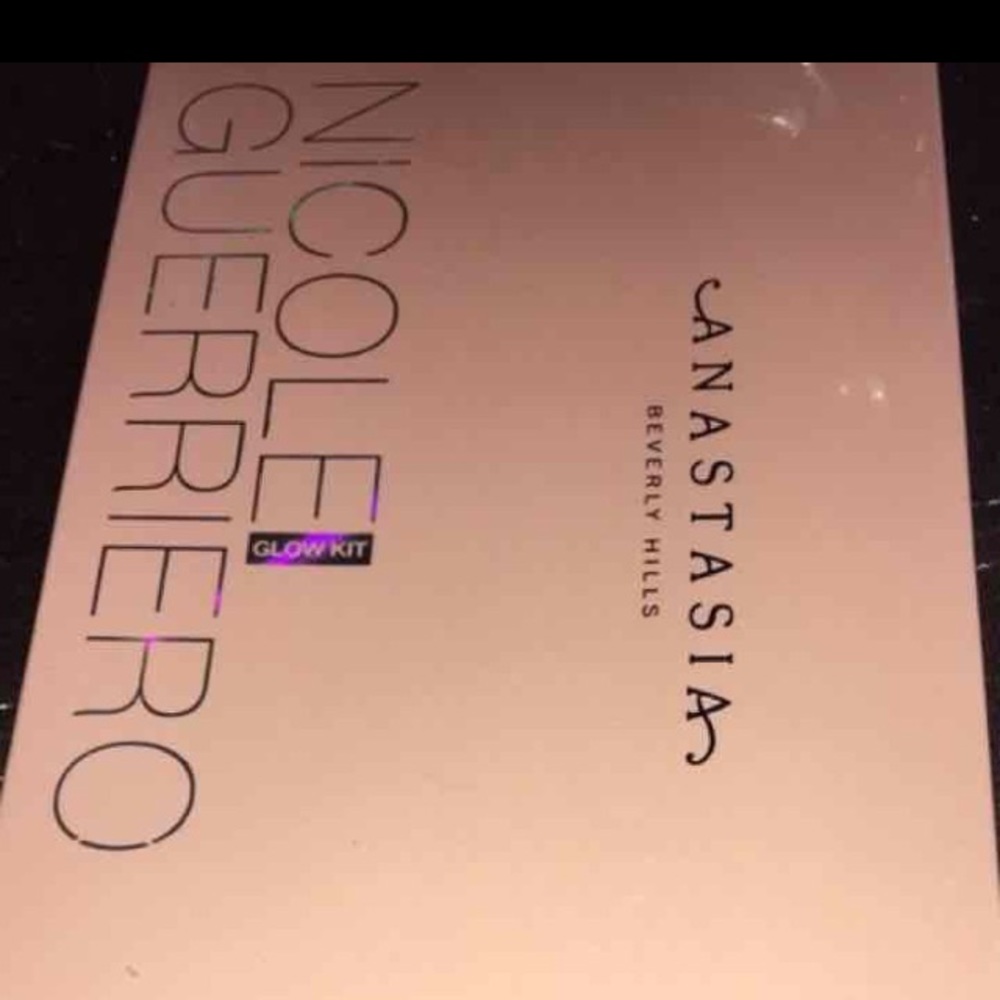 ANASTASIA
BEVERLY HILLS
NICOLE
GLOW KIT
GUERRIERO